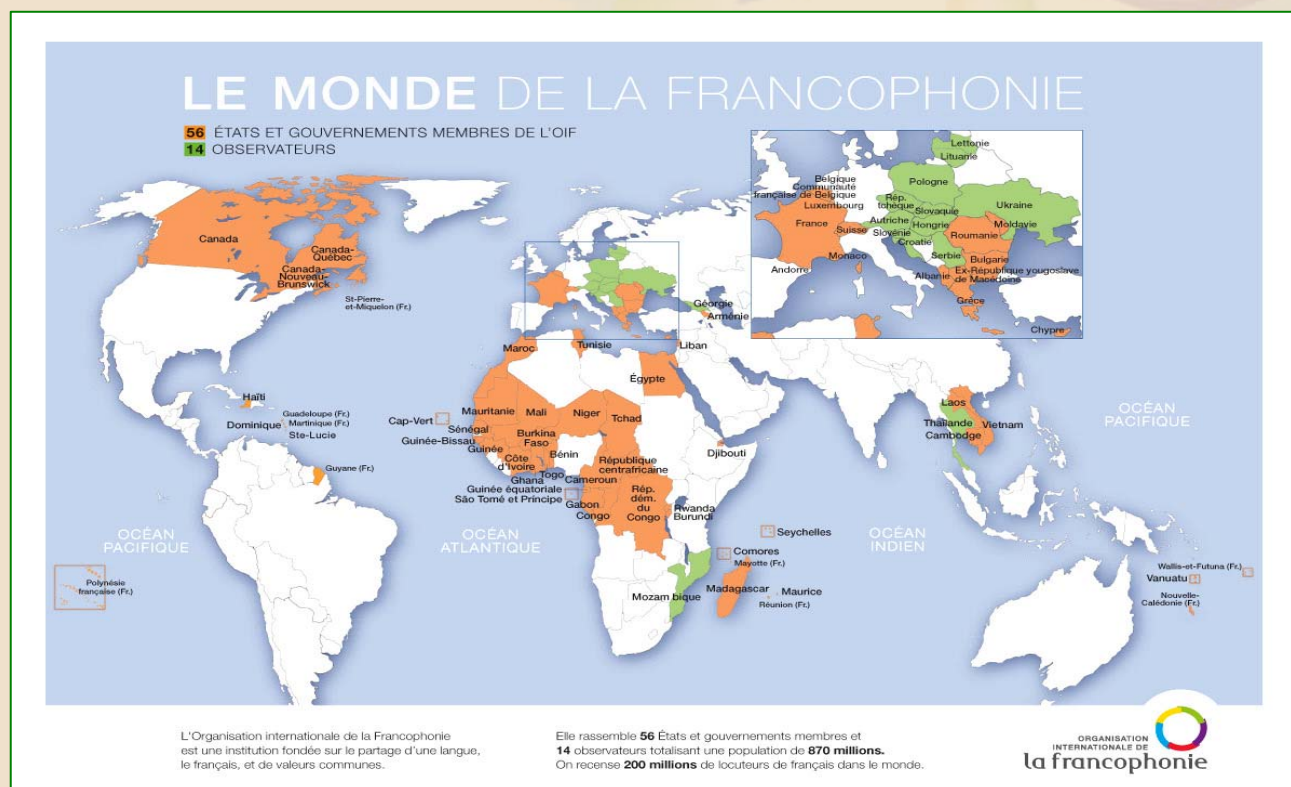 LE MONDE DE LA FRANCOPHONIE
56 ÉTATS ET GOUVERNEMENTS MEMBRES DE L'OIF
14 OBSERVATEURS
Lettonie
Lituanie
Belgique
Communauté
française de Belgique
Luxembourg
Pologne
Rép.
tchèque
Slovaquie
Ukraine
France
Suisse
Autriche
Hongrie
Slovénie
Croatie
Moldavie
Roumanie
Serbie
Monaco
Bulgarie
Andorre
Albanie
Ex-République yougoslave
de Macédoine
Grèce
Chypre
Canada
Canada-
Québec
Canada-
Nouveau-
Brunswick
St-Pierre-
et-Miquelon (Fr.)
Géorgie
Arménie
Maroc
Tunisie
Liban
Égypte
Haïti
Guadeloupe (Fr.)
Martinique (Fr.)
Dominique
Ste-Lucie
Guyane (Fr.)
Cap-Vert
Mauritanie
Mali
Niger
Tchad
Sénégal
Guinée-Bissau
Guinée
Burkina
Faso
Côte
d'Ivoire
Bénin
Togo
Ghana
Cameroun
République
centrafricaine
Djibouti
Guinée équatoriale
São Tomé et Príncipe
Gabon
Congo
Rép.
dém.
du
Congo
Rwanda
Burundi
Seychelles
Comores
Mayotte (Fr.)
Mozam bique
Madagascar
Maurice
Réunion (Fr.)
Laos
Thaïlande
Vietnam
Cambodge
OCÉAN
PACIFIQUE
OCÉAN
PACIFIQUE
OCÉAN
ATLANTIQUE
OCÉAN
INDIEN
Polynésie
française (Fr.)
Wallis-et-Futuna (Fr.)
Vanuatu
Nouvelle-
Calédonie (Fr.)
L'Organisation internationale de la Francophonie
est une institution fondée sur le partage d'une langue,
le français, et de valeurs communes.
Elle rassemble 56 États et gouvernements membres et
14 observateurs totalisant une population de 870 millions.
On recense 200 millions de locuteurs de français dans le monde.
ORGANISATION
INTERNATIONALE DE
la francophonie